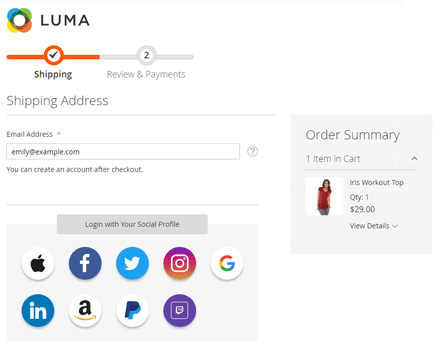 LUMA
2
Shipping
Review & Payments
Shipping Address
Email Address *
emily@example.com
?
You can create an account after checkout.
Login with Your Social Profile
Order Summary
1 Item in Cart
Iris Workout Top
Qty: 1
$29.00
View Details